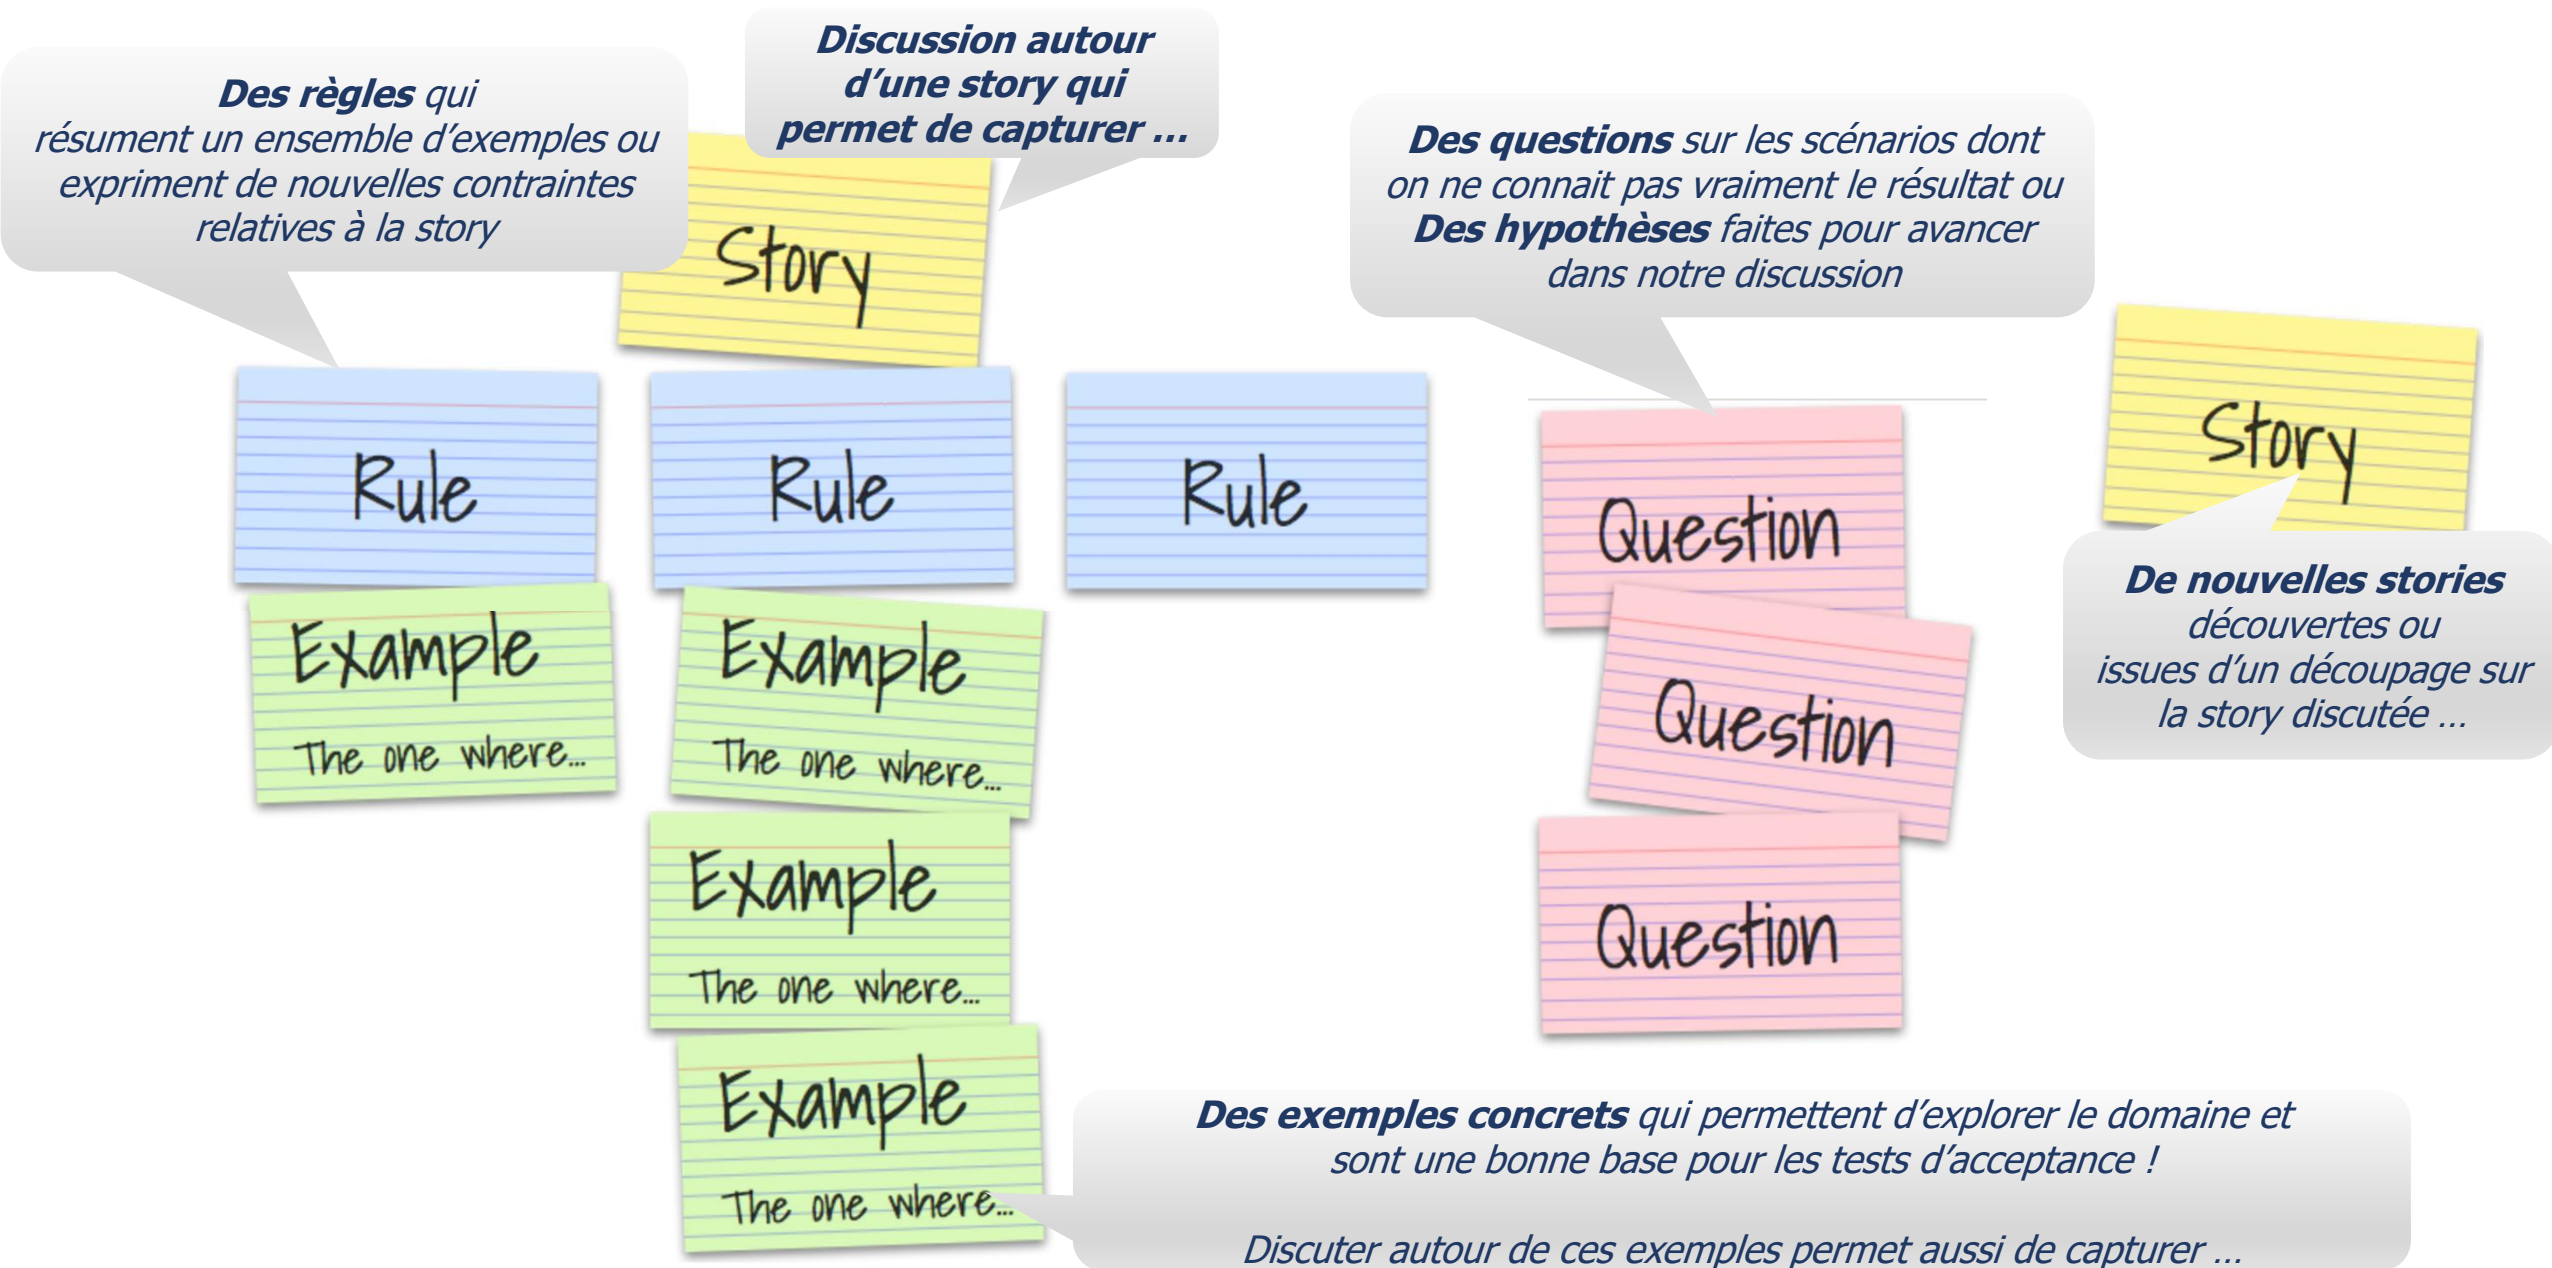 Discussion autour
d’une story qui
permet de capturer ...
Des règles qui
résument un ensemble d’exemples ou
expriment de nouvelles contraintes
relatives à la story
Des questions sur les scénarios dont
on ne connait pas vraiment le résultat ou
Des hypothèses faites pour avancer
dans notre discussion
Story
Story
Rule
Rule
Rule
Question
De nouvelles stories
découvertes ou
issues d’un découpage sur
la story discutée ...
Example
The one where...
Example
The one where...
Question
Example
The one where...
Question
Example
The one where...
Des exemples concrets qui permettent d’explorer le domaine et
sont une bonne base pour les tests d’acceptance !
Discuter autour de ces exemples permet aussi de capturer ...